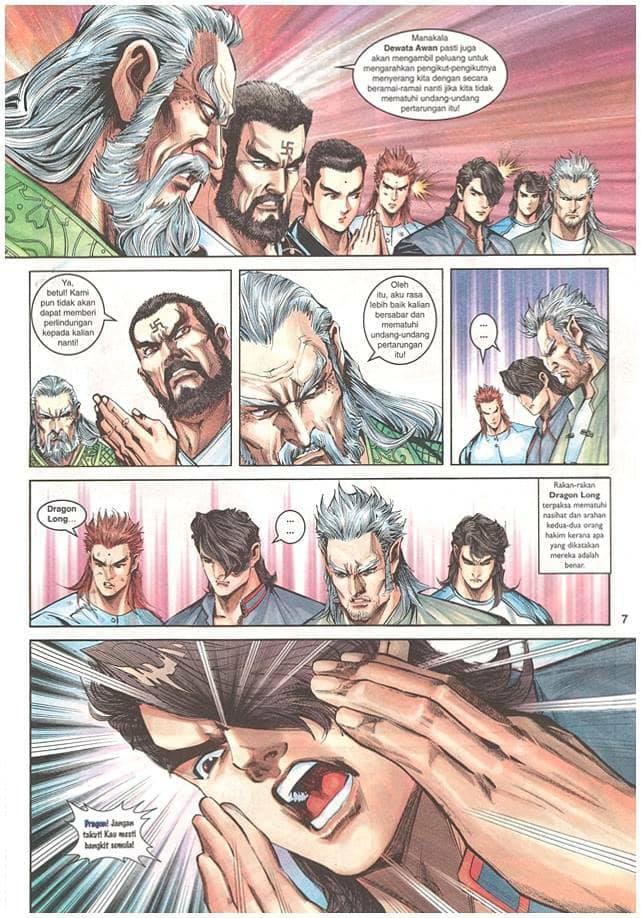 Manakala
Dewata Awan pasti juga
akan mengambil peluang untuk
mengarahkan pengikut-pengikutnya
menyerang kita dengan secara
beramai-ramai nanti jika kita tidak
mematuhi undang-undang
pertarungan itu!
Ya,
betul! Kami
pun tidak akan
dapat memberi
perlindungan
kepada kalian
nanti!
Oleh
itu, aku rasa
lebih baik kalian
bersabar dan
mematuhi
undang-undang
pertarungan
itu!
...
...
Dragon
Long...
...
...
Rakan-rakan
Dragon Long
terpaksa mematuhi
nasihat dan arahan
kedua-dua orang
hakim kerana apa
yang dikatakan
mereka adalah
benar.
7
Dragon! Jangan
takut! Kau mesti
bangkit semula!